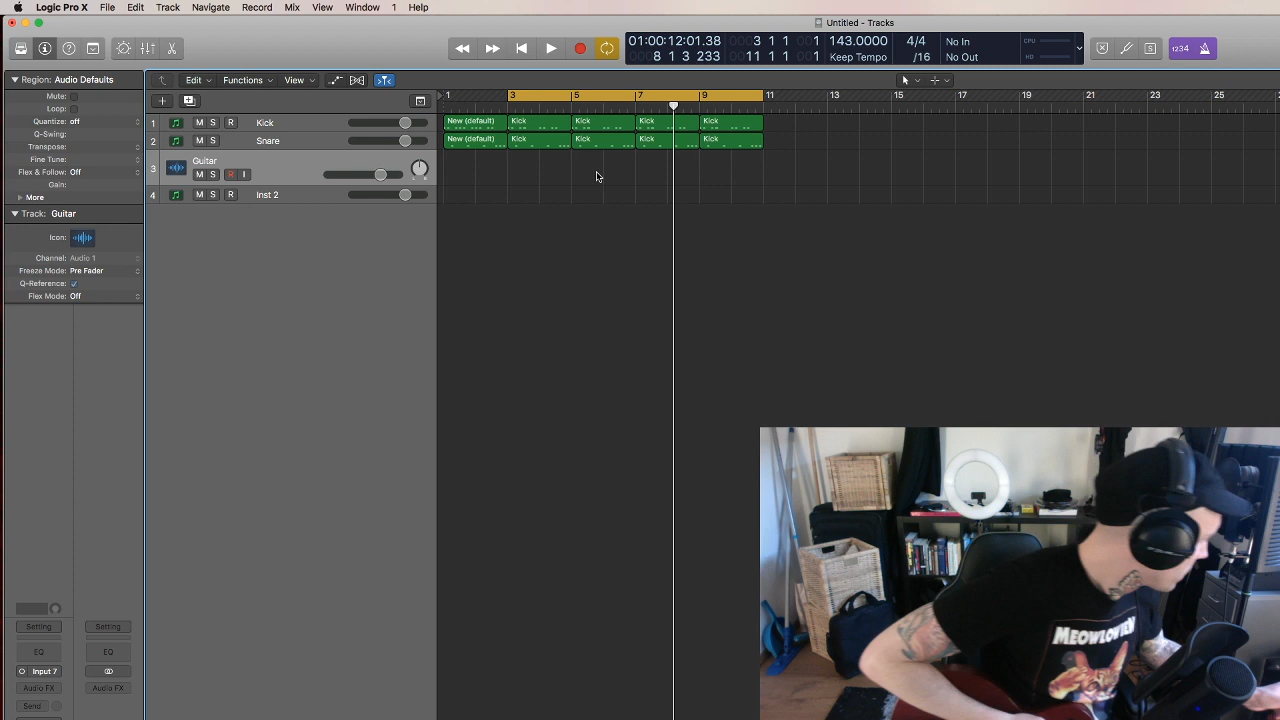 Logic Pro X File Edit Track Navigate Record Mix View Window 1 Help
Untitled - Tracks
01:00:12:01.38 3 1 1 1 143.0000 4/4 No In CPU
8 1 3 233 11 1 1 1 Keep Tempo /16 No Out HD
S 1234
Region: Audio Defaults
Edit Functions View
Mute:
Loop:
Quantize: off
Q-Swing:
Transpose:
Fine Tune:
Flex & Follow: Off
Gain:
More
Track: Guitar
Icon:
Channel: Audio 1
Freeze Mode: Pre Fader
Q-Reference:
Flex Mode: Off
Setting Setting
EQ EQ
Input 7
Audio FX Audio FX
Send
1 3 5 7 9 11 13 15 17 19 21 23 25
1 M S R Kick
2 M S Snare
3 Guitar
M S R I
4 M S R Inst 2
New (default) Kick Kick Kick Kick
New (default) Kick Kick Kick Kick
MEOWLOWEEN